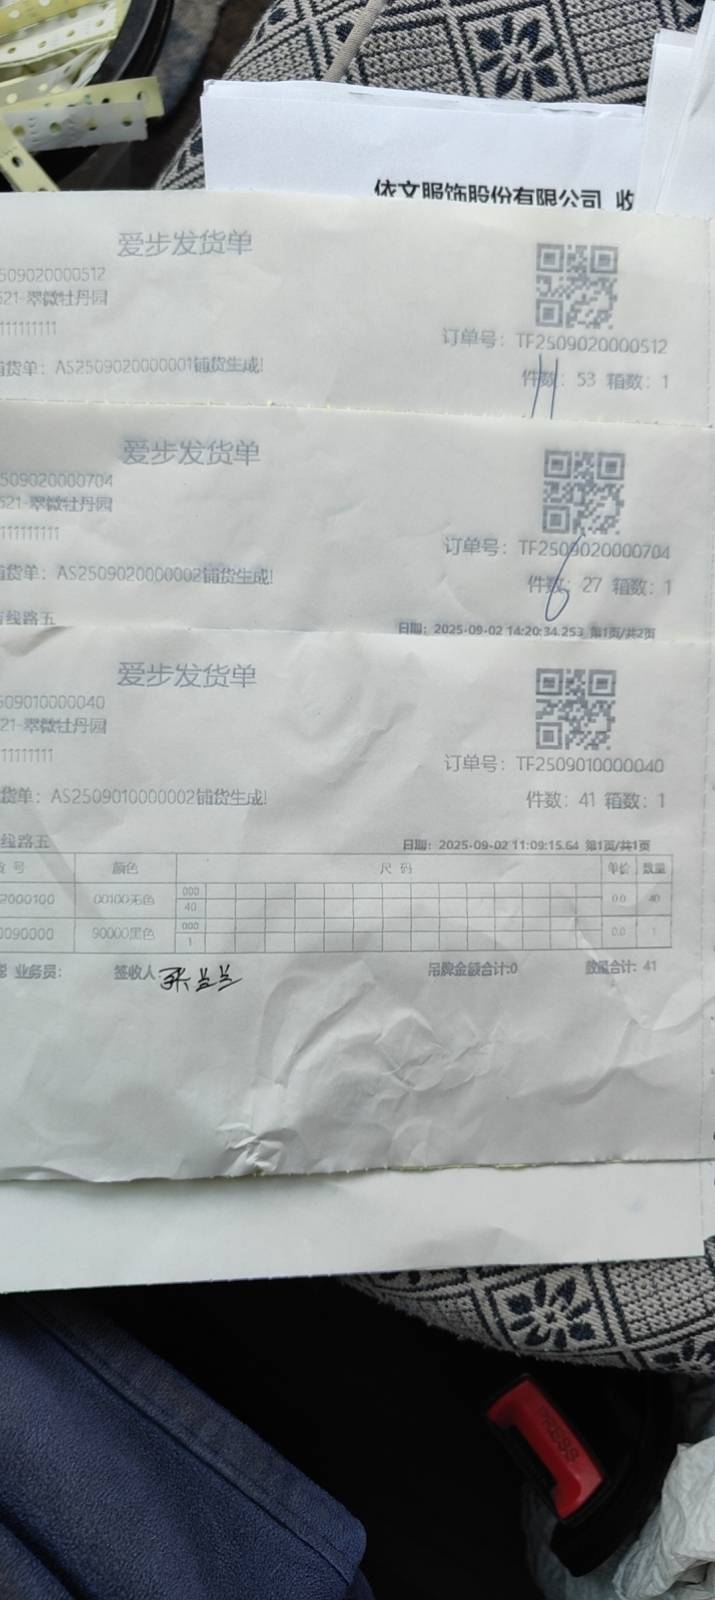 依文服饰股份有限公司 收
爱步发货单
509020000512
521-翠微牡丹园
111111111
订单号：TF2509020000512
货单：AS2509020000001铺货生成!
件数：53 箱数：1
11
爱步发货单
509020000704
521-翠微牡丹园
111111111
订单号：TF2509020000704
货单：AS2509020000002铺货生成!
件数：27 箱数：1
6
线路五
日期：2025-09-02 14:20:34.253 第1页/共2页
爱步发货单
509010000040
21-翠微牡丹园
11111111
订单号：TF2509010000040
货单：AS2509010000002铺货生成!
件数：41 箱数：1
线路五
日期：2025-09-02 11:09:15.64 第1页/共1页
号 颜色 尺 码 单价 数量
2000100 00100无色 000 0.0 40
40
0090000 90000黑色 000 0.0 1
1
业务员： 签收人：张兰兰 吊牌金额合计:0 数量合计: 41
PRESS